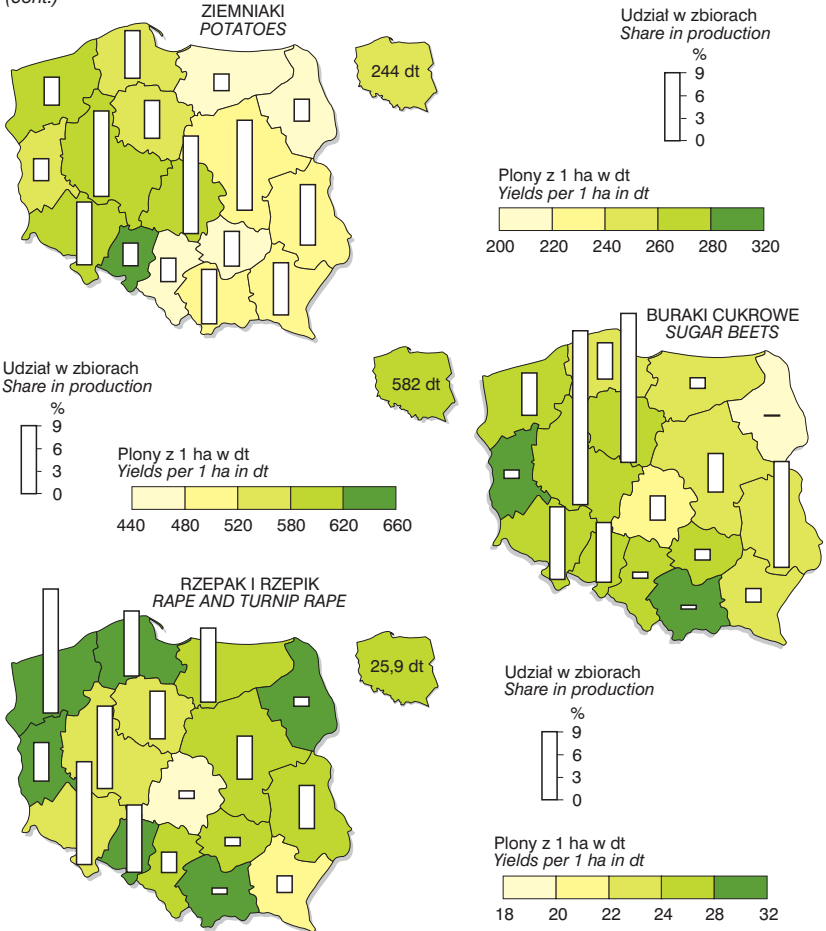 (cont.)
ZIEMNIAKI
POTATOES
244 dt
Udział w zbiorach
Share in production
%
9
6
3
0
Plony z 1 ha w dt
Yields per 1 ha in dt
200 220 240 260 280 320
BURAKI CUKROWE
SUGAR BEETS
582 dt
Udział w zbiorach
Share in production
%
9
6
3
0
Plony z 1 ha w dt
Yields per 1 ha in dt
440 480 520 580 620 660
RZEPAK I RZEPIK
RAPE AND TURNIP RAPE
25,9 dt
Udział w zbiorach
Share in production
%
9
6
3
0
Plony z 1 ha w dt
Yields per 1 ha in dt
18 20 22 24 28 32